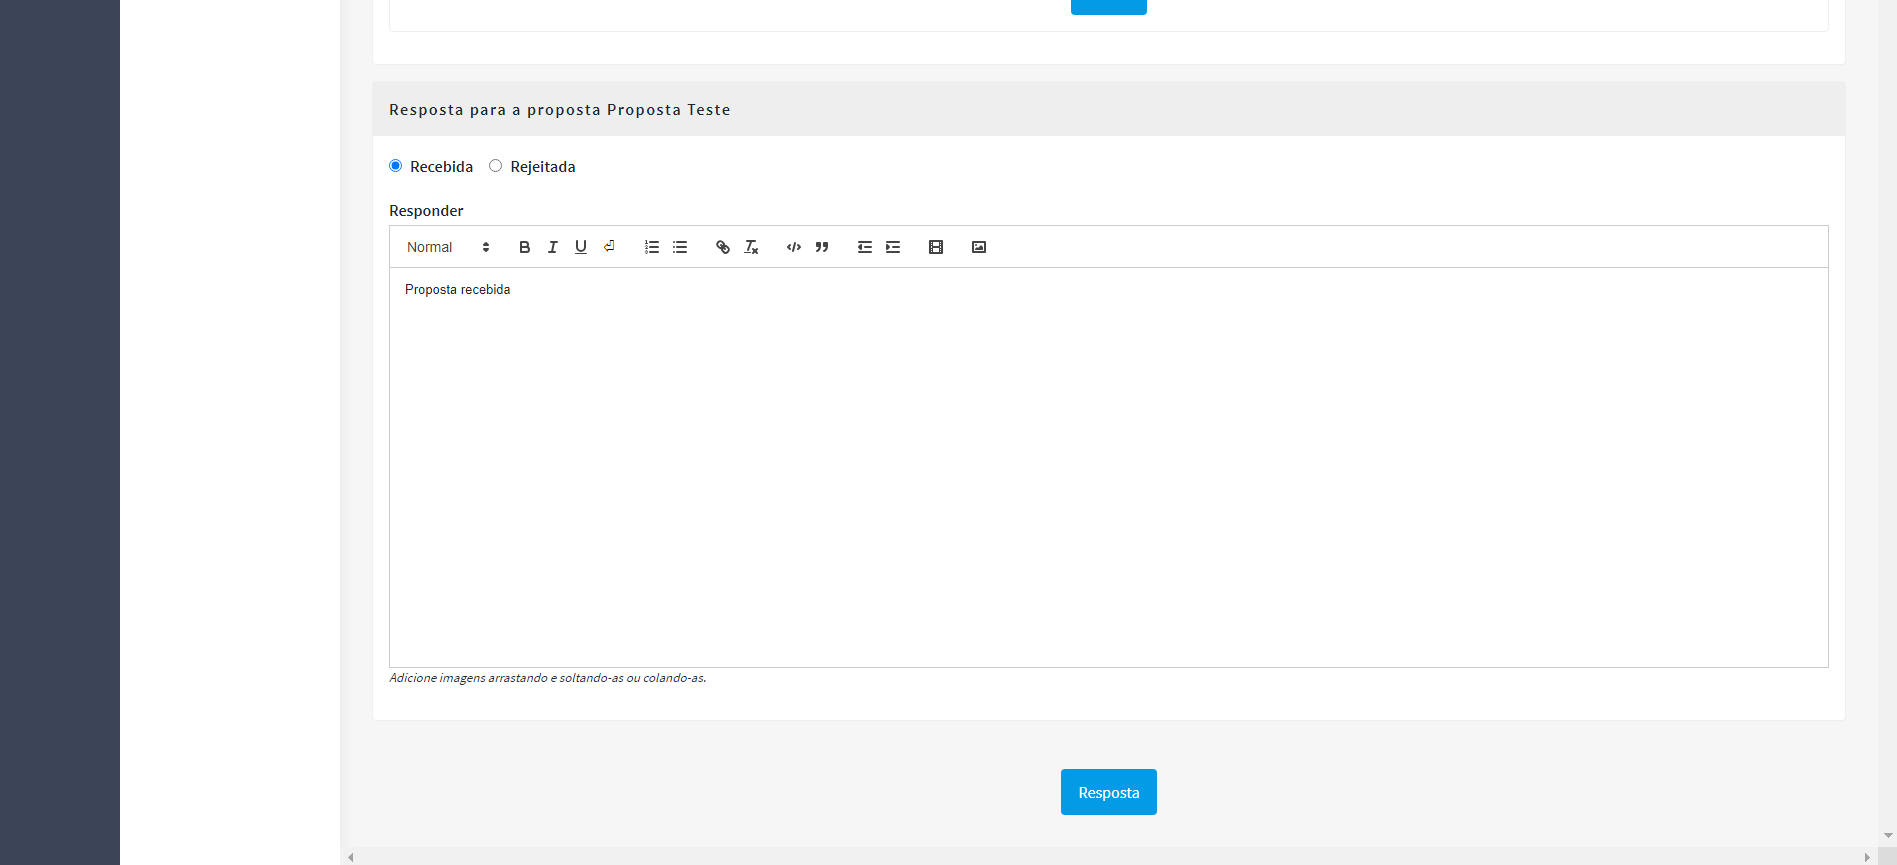 Resposta para a proposta Proposta Teste
Recebida Rejeitada
Responder
Normal
Proposta recebida
Adicione imagens arrastando e soltando-as ou colando-as.
Resposta